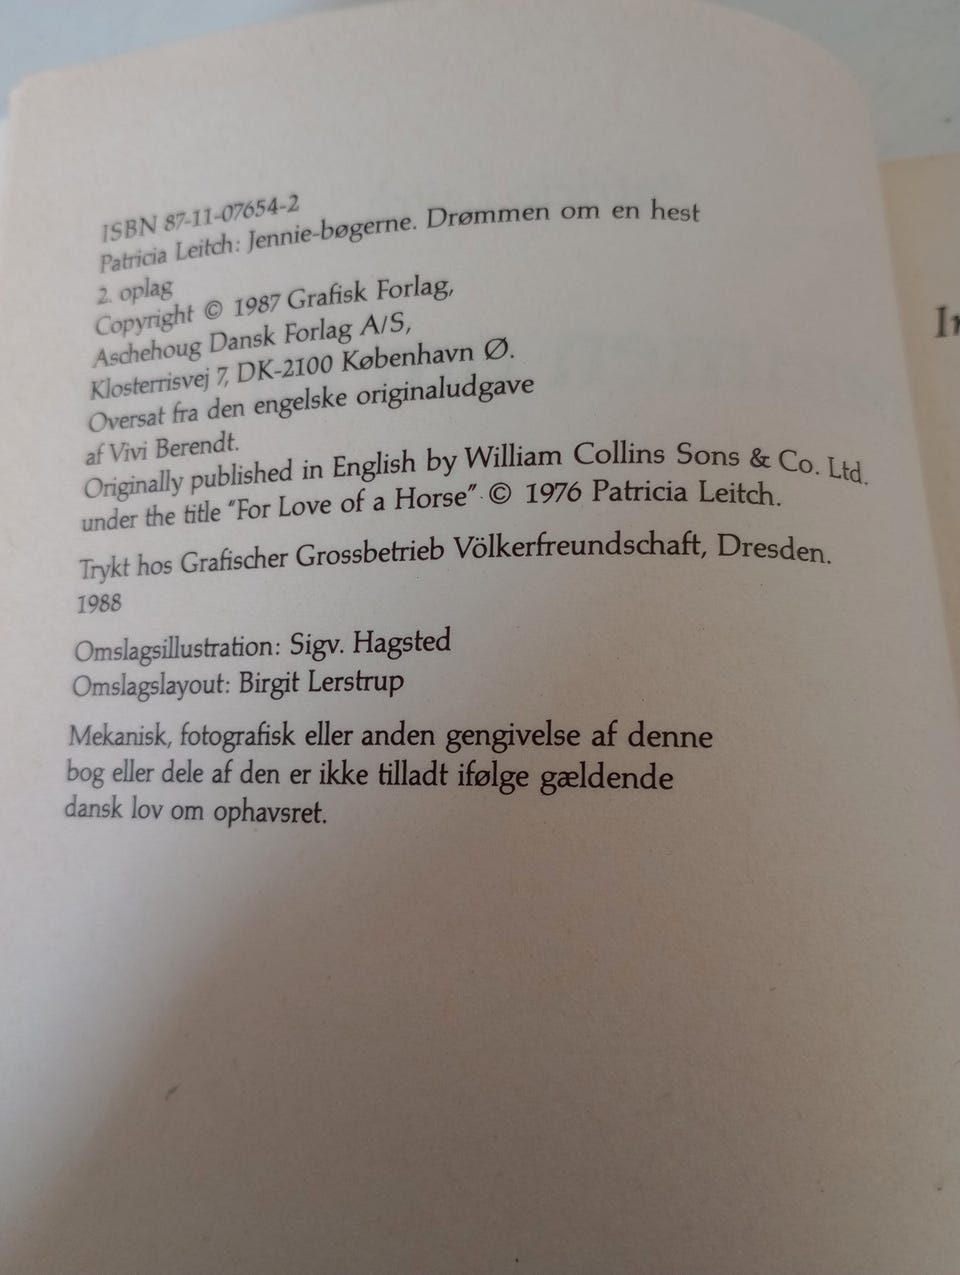 ISBN 87-11-07654-2
Patricia Leitch: Jennie-bøgerne. Drømmen om en hest
2. oplag
Copyright © 1987 Grafisk Forlag,
Aschehoug Dansk Forlag A/S,
Klosterrisvej 7, DK-2100 København Ø.
Oversat fra den engelske originaludgave
af Vivi Berendt.
Originally published in English by William Collins Sons & Co. Ltd.
under the title "For Love of a Horse" © 1976 Patricia Leitch.
Trykt hos Grafischer Grossbetrieb Völkerfreundschaft, Dresden.
1988
Omslagsillustration: Sigv. Hagsted
Omslagslayout: Birgit Lerstrup
Mekanisk, fotografisk eller anden gengivelse af denne
bog eller dele af den er ikke tilladt ifølge gældende
dansk lov om ophavsret.